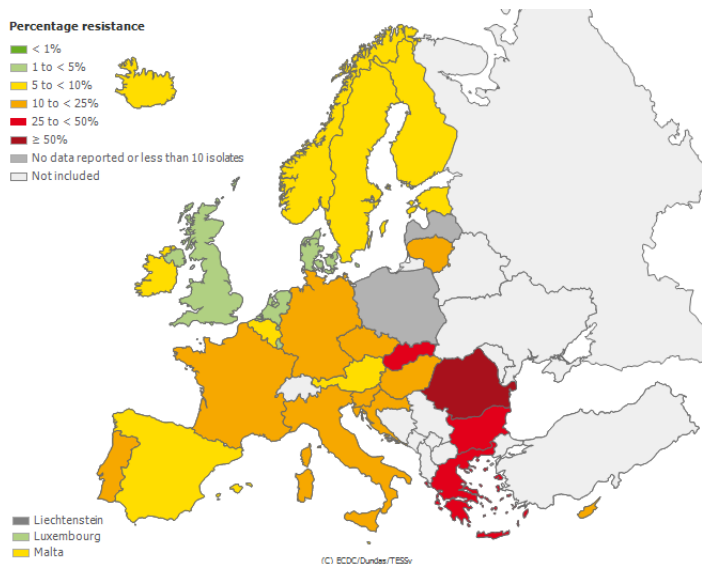 Percentage resistance
< 1%
1 to < 5%
5 to < 10%
10 to < 25%
25 to < 50%
≥ 50%
No data reported or less than 10 isolates
Not included
Liechtenstein
Luxembourg
Malta
(C) ECDC/Dundas/TESSy